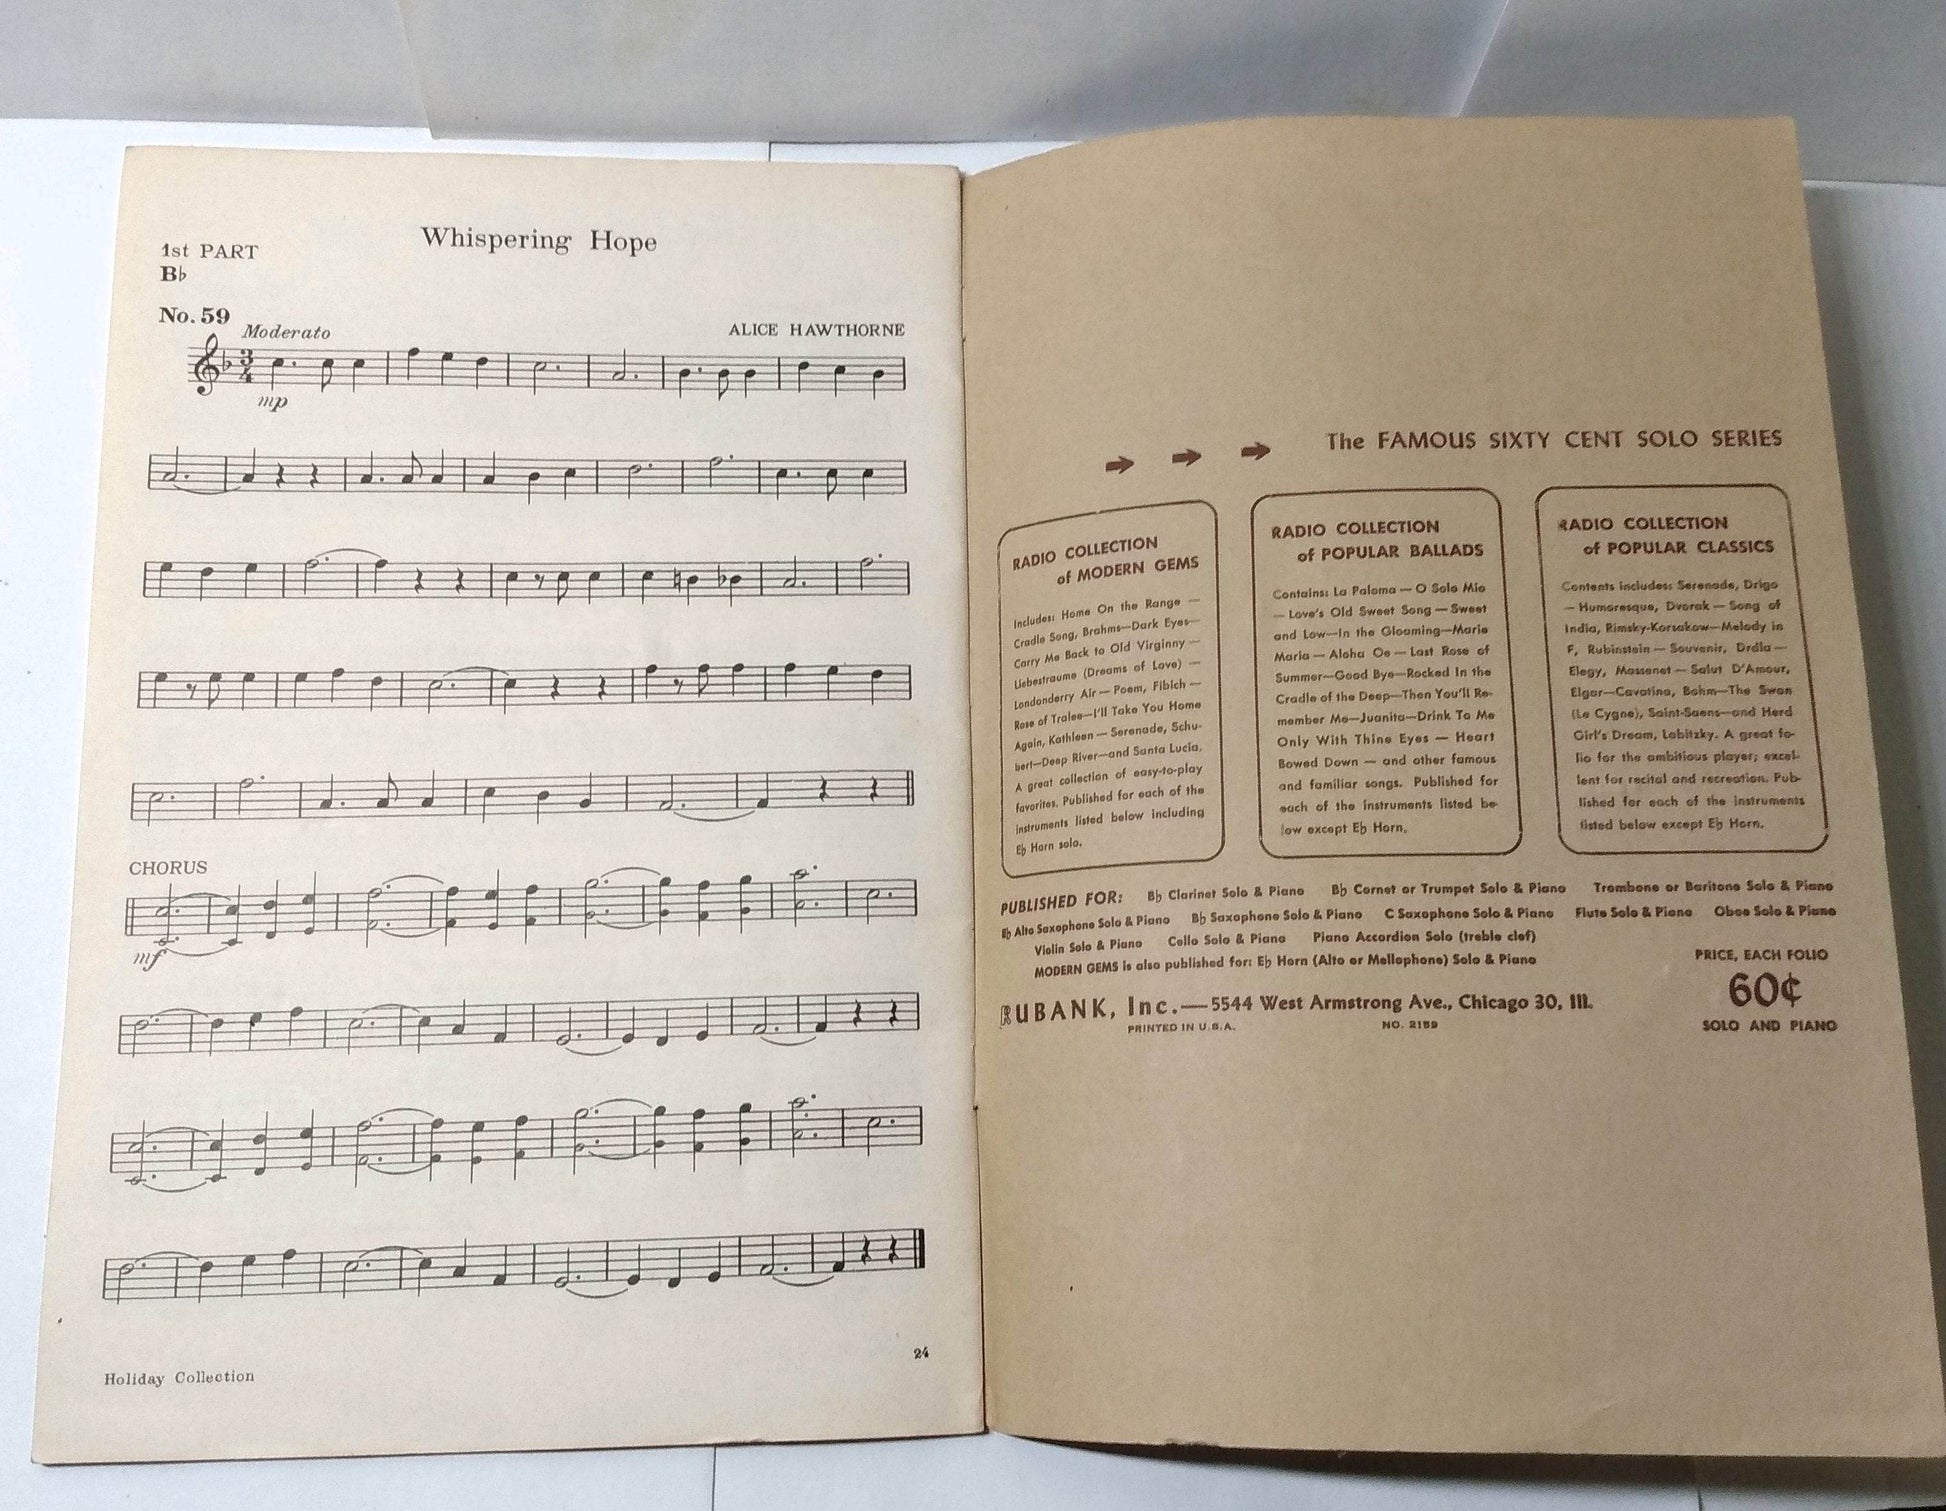 Whispering Hope
1st PART
B♭
No. 59
Moderato
ALICE HAWTHORNE
3
4
mp
CHORUS
mf
24
Holiday Collection
The FAMOUS SIXTY CENT SOLO SERIES
RADIO COLLECTION
of MODERN GEMS
Includes: Home On the Range —
Cradle Song, Brahms—Dark Eyes—
Carry Me Back to Old Virginny —
Liebestraume (Dreams of Love) —
Londonderry Air — Poem, Fibich —
Rose of Tralee—I'll Take You Home
Again, Kathleen — Serenade, Schu-
bert—Deep River—and Santa Lucia.
A great collection of easy-to-play
favorites. Published for each of the
instruments listed below including
E♭ Horn solo.
RADIO COLLECTION
of POPULAR BALLADS
Contains: La Paloma — O Sole Mio
— Love's Old Sweet Song — Sweet
and Low—In the Gloaming—Marie
Maria — Aloha Oe — Last Rose of
Summer—Good Bye—Rocked In the
Cradle of the Deep—Then You'll Re-
member Me—Juanita—Drink To Me
Only With Thine Eyes — Heart
Bowed Down — and other famous
and familiar songs. Published for
each of the instruments listed be-
low except E♭ Horn.
RADIO COLLECTION
of POPULAR CLASSICS
Contents includes: Serenade, Drigo
— Humoresque, Dvorak — Song of
India, Rimsky-Korsakow—Melody in
F, Rubinstein — Souvenir, Drdla —
Elegy, Massenet — Salut D'Amour,
Elgar—Cavatina, Bohm—The Swan
(Le Cygne), Saint-Saens—and Herd
Girl's Dream, Labitzky. A great fo-
lio for the ambitious player; excel-
lent for recital and recreation. Pub-
lished for each of the instruments
listed below except E♭ Horn.
PUBLISHED FOR: B♭ Clarinet Solo & Piano B♭ Cornet or Trumpet Solo & Piano Trombone or Baritone Solo & Piano
E♭ Alto Saxophone Solo & Piano B♭ Saxophone Solo & Piano C Saxophone Solo & Piano Flute Solo & Piano Oboe Solo & Piano
Violin Solo & Piano Cello Solo & Piano Piano Accordion Solo (treble clef)
MODERN GEMS is also published for: E♭ Horn (Alto or Mellophone) Solo & Piano
PRICE, EACH FOLIO
60¢
SOLO AND PIANO
RUBANK, Inc.—5544 West Armstrong Ave., Chicago 30, Ill.
PRINTED IN U.S.A. NO. 2159